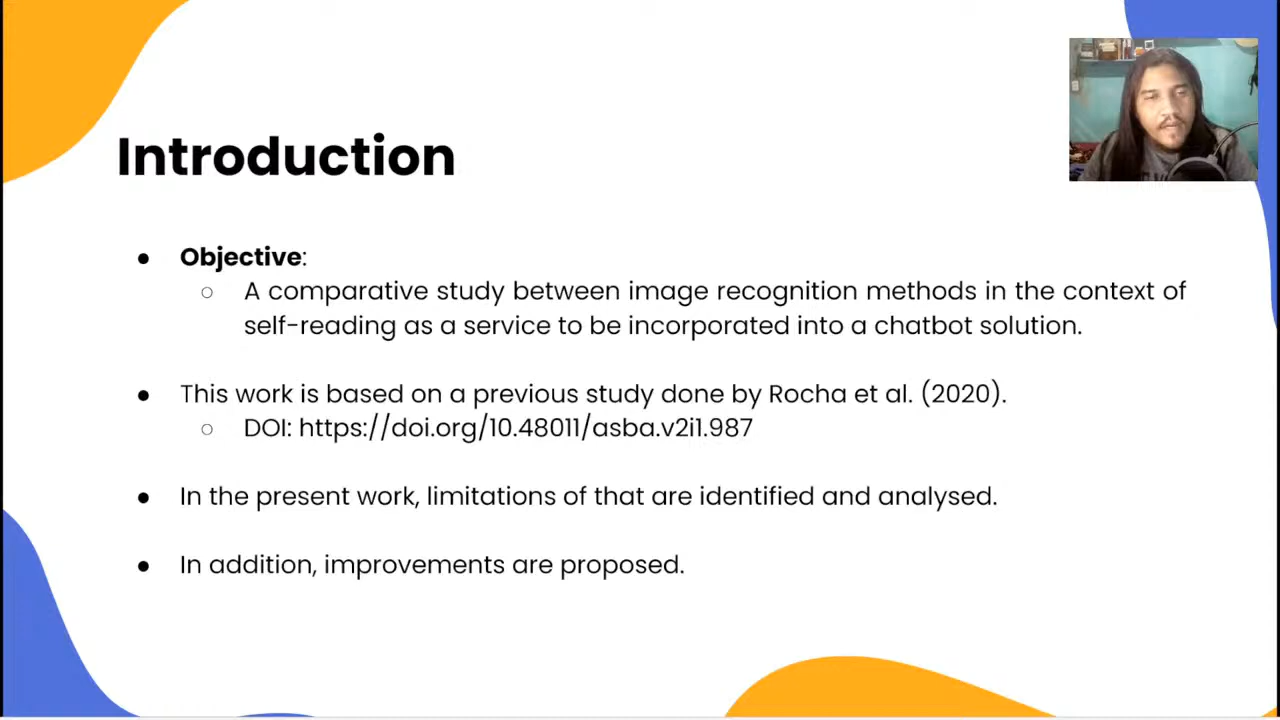 Introduction
● Objective:
○ A comparative study between image recognition methods in the context of
self-reading as a service to be incorporated into a chatbot solution.
● This work is based on a previous study done by Rocha et al. (2020).
○ DOI: https://doi.org/10.48011/asba.v2i1.987
● In the present work, limitations of that are identified and analysed.
● In addition, improvements are proposed.